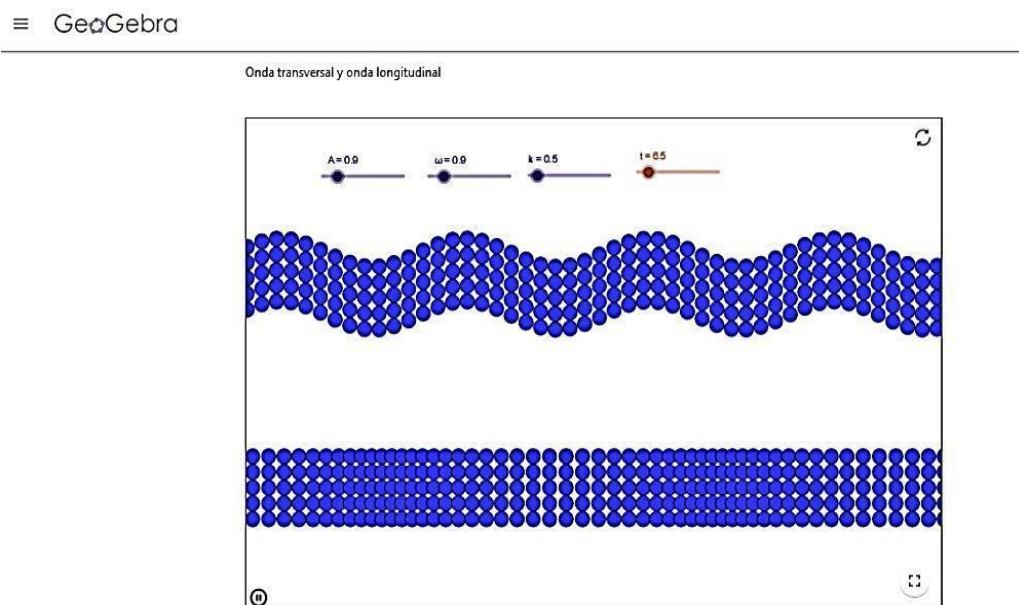 GeoGebra
Onda transversal y onda longitudinal
A = 0.9
ω = 0.9
k = 0.5
t = 6.5